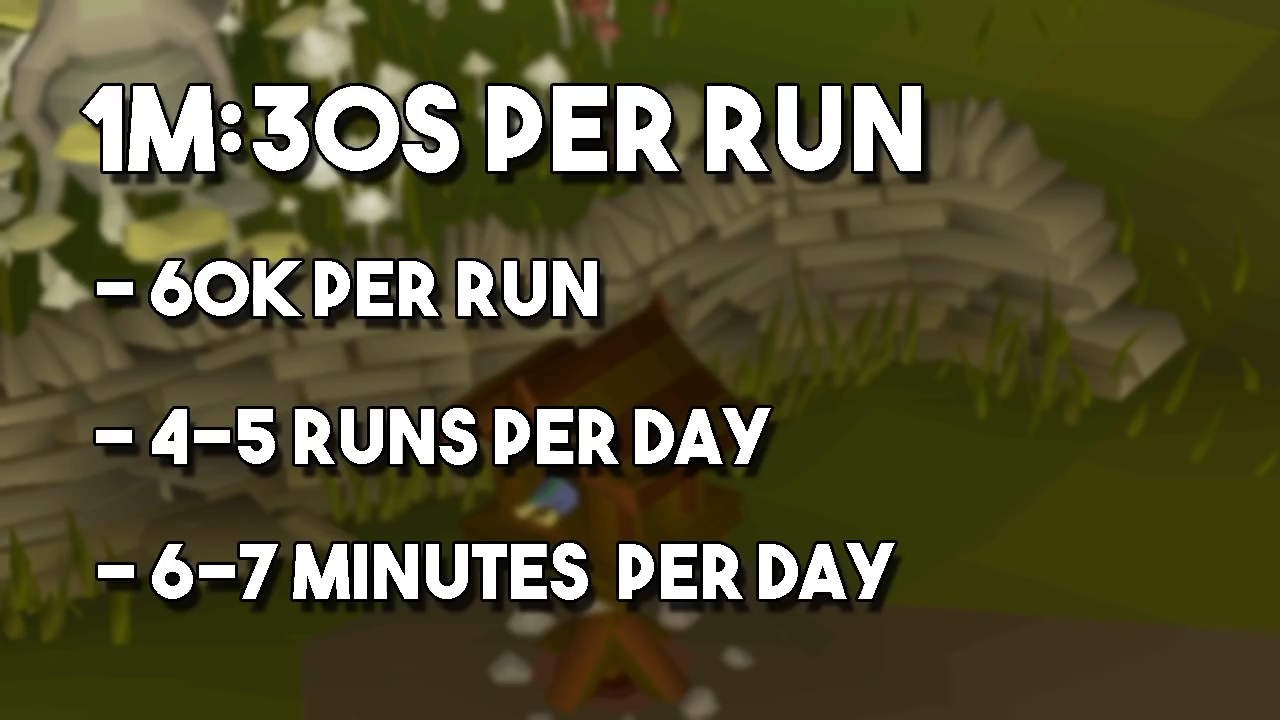 1M:30S PER RUN
– 60K PER RUN
– 4–5 RUNS PER DAY
– 6–7 MINUTES PER DAY